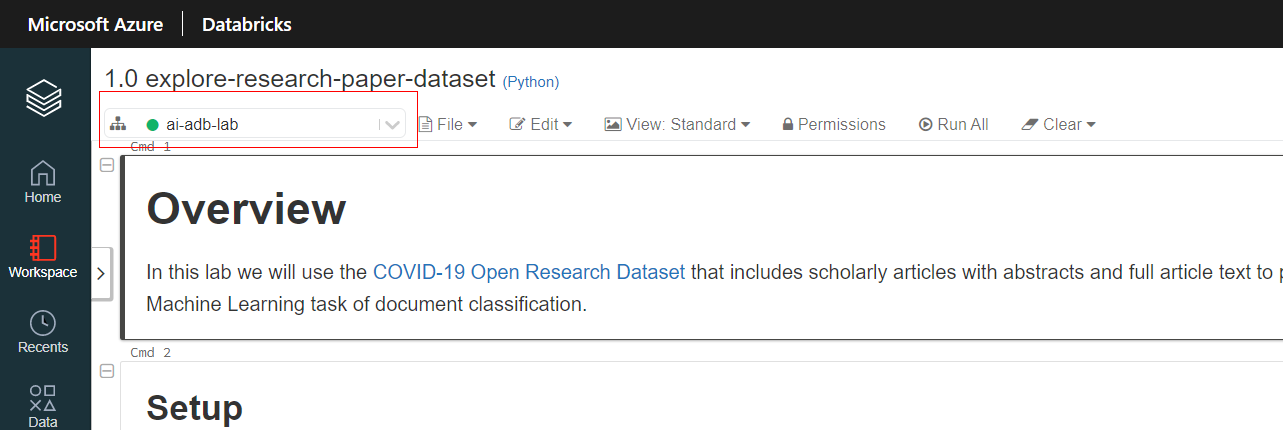 Microsoft Azure Databricks
1.0 explore-research-paper-dataset (Python)
ai-adb-lab File Edit View: Standard Permissions Run All Clear
Cmd 1
Home
Workspace
Recents
Data
Overview
In this lab we will use the COVID-19 Open Research Dataset that includes scholarly articles with abstracts and full article text to
Machine Learning task of document classification.
Cmd 2
Setup